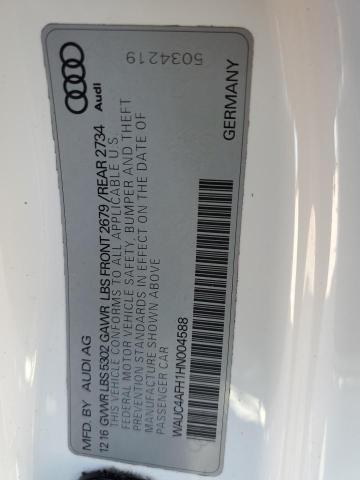 MFD. BY AUDI AG
12 16 GVWR LBS 5302 GAWR LBS FRONT 2679 /REAR 2734
THIS VEHICLE CONFORMS TO ALL APPLICABLE U.S.
FEDERAL MOTOR VEHICLE SAFETY, BUMPER AND THEFT
PREVENTION STANDARDS IN EFFECT ON THE DATE OF
MANUFACTURE SHOWN ABOVE
PASSENGER CAR
WAUC4AFH1HN004588
GERMANY
Audi
5034219